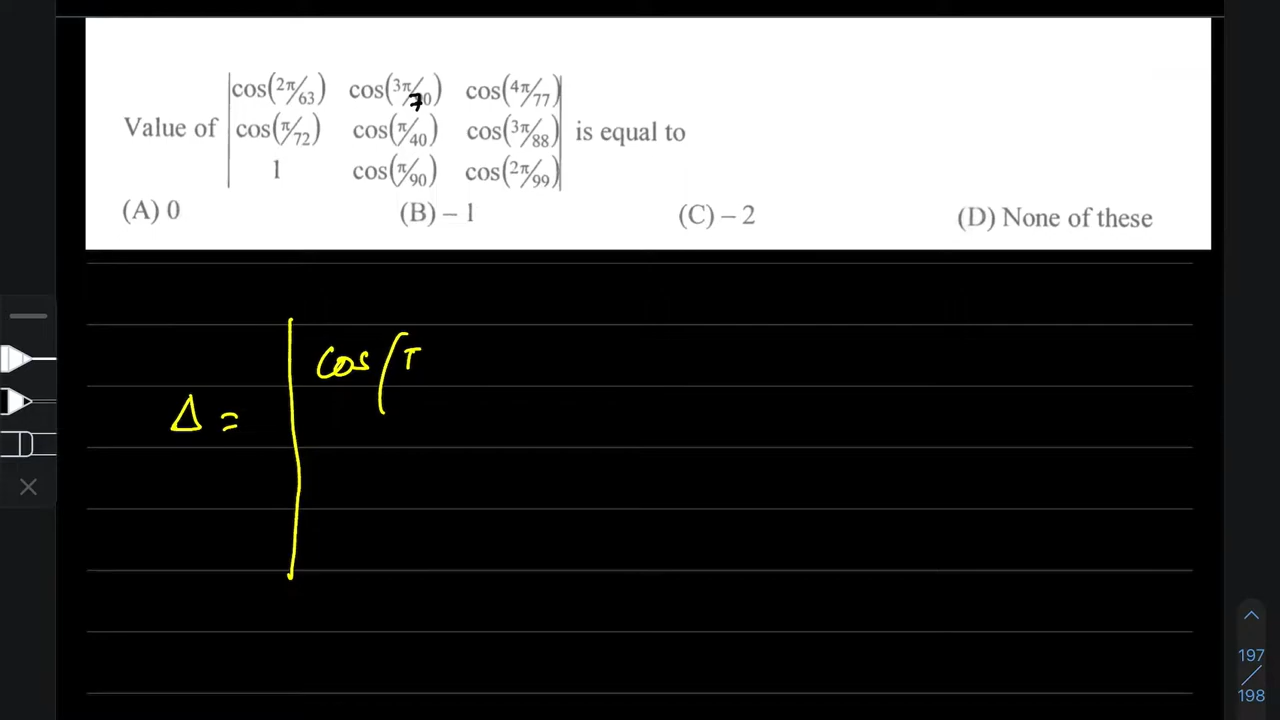 cos(2π/63) cos(3π/70) cos(4π/77)
Value of cos(π/72) cos(π/40) cos(3π/88) is equal to
1 cos(π/90) cos(2π/99)
(A) 0 (B) – 1 (C) – 2 (D) None of these
Δ = cos(π
197
198